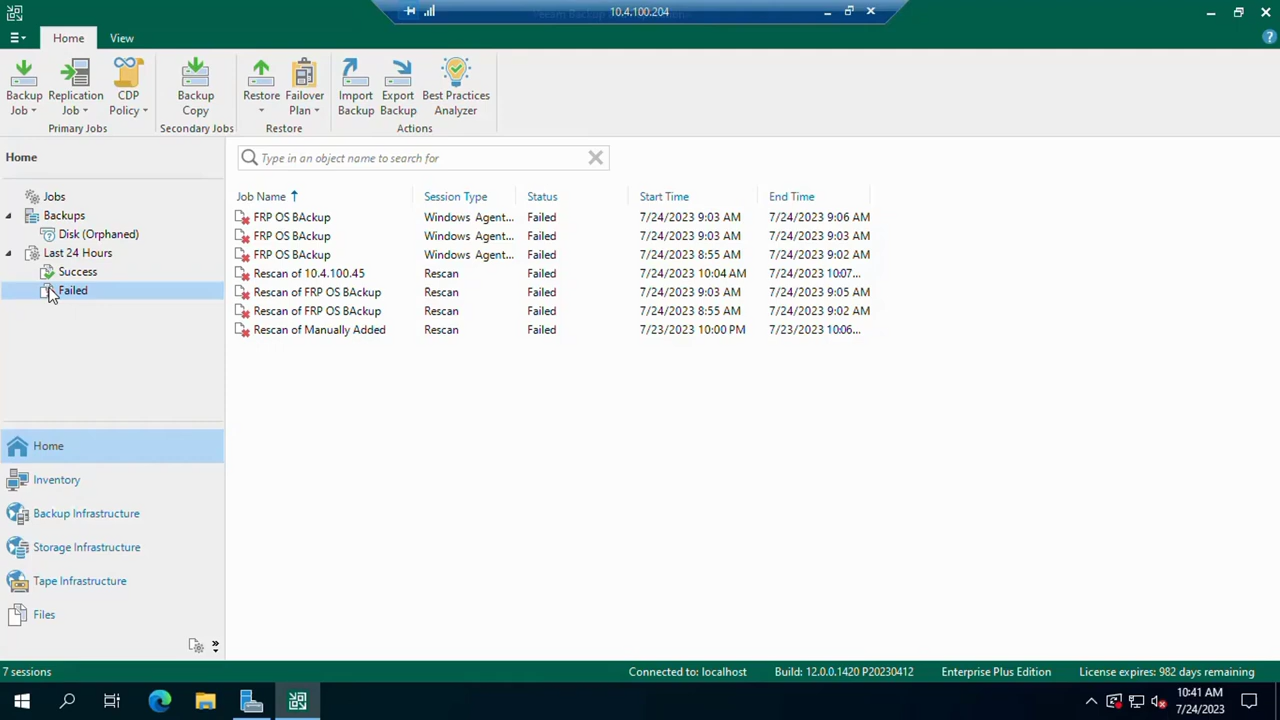 10.4.100.204
Home
View
Backup Job
Replication Job
CDP Policy
Backup Copy
Restore
Failover Plan
Import Backup
Export Backup
Best Practices Analyzer
Primary Jobs
Secondary Jobs
Restore
Actions
Home
Type in an object name to search for
Jobs
Backups
Disk (Orphaned)
Last 24 Hours
Success
Failed
Job Name Session Type Status Start Time End Time
FRP OS BAckup Windows Agent... Failed 7/24/2023 9:03 AM 7/24/2023 9:06 AM
FRP OS BAckup Windows Agent... Failed 7/24/2023 9:03 AM 7/24/2023 9:03 AM
FRP OS BAckup Windows Agent... Failed 7/24/2023 8:55 AM 7/24/2023 9:02 AM
Rescan of 10.4.100.45 Rescan Failed 7/24/2023 10:04 AM 7/24/2023 10:07...
Rescan of FRP OS BAckup Rescan Failed 7/24/2023 9:03 AM 7/24/2023 9:05 AM
Rescan of FRP OS BAckup Rescan Failed 7/24/2023 8:55 AM 7/24/2023 9:02 AM
Rescan of Manually Added Rescan Failed 7/23/2023 10:00 PM 7/23/2023 10:06...
Home
Inventory
Backup Infrastructure
Storage Infrastructure
Tape Infrastructure
Files
7 sessions
Connected to: localhost
Build: 12.0.0.1420 P20230412
Enterprise Plus Edition
License expires: 982 days remaining
10:41 AM
7/24/2023